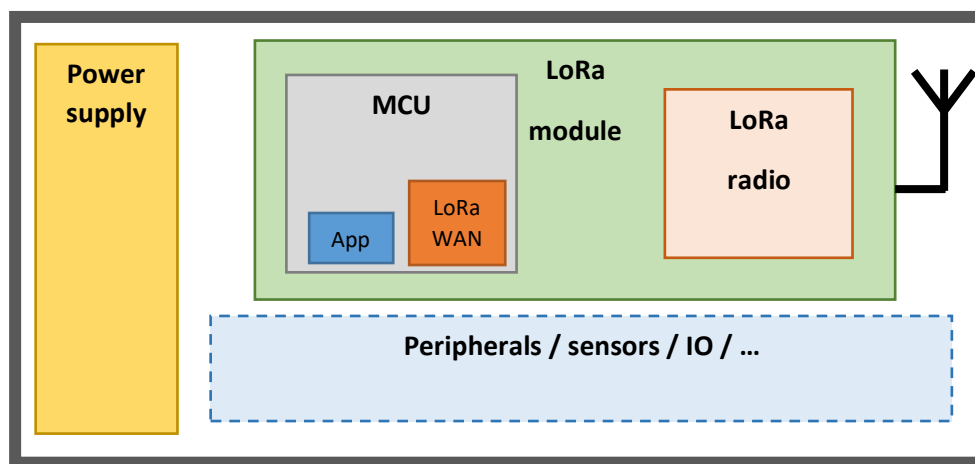 Power
supply
LoRa
module
MCU
App
LoRa
WAN
LoRa
radio
Peripherals / sensors / IO / …